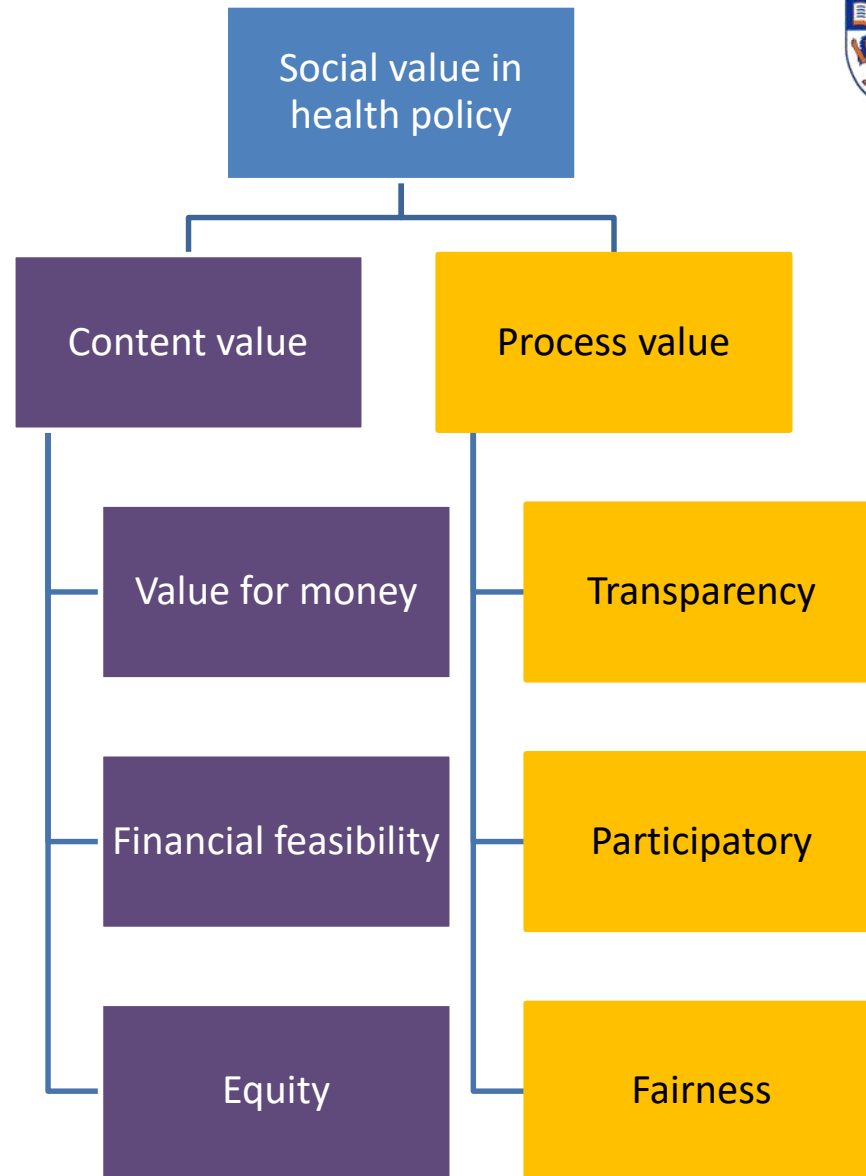 Social value in
health policy
Content value
Process value
Value for money
Transparency
Financial feasibility
Participatory
Equity
Fairness